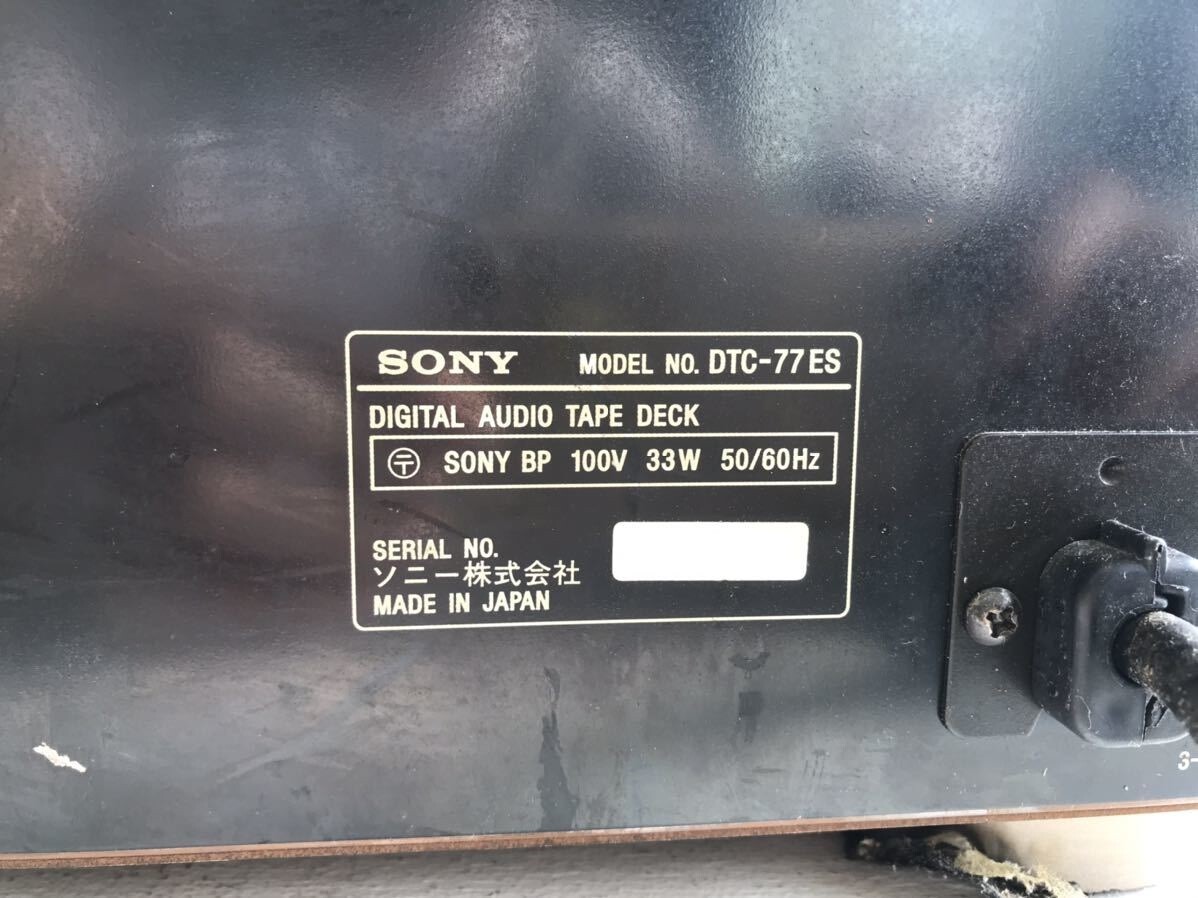 SONY MODEL NO. DTC-77ES
DIGITAL AUDIO TAPE DECK
〶 SONY BP 100V 33W 50/60Hz
SERIAL NO.
ソニー株式会社
MADE IN JAPAN
3-